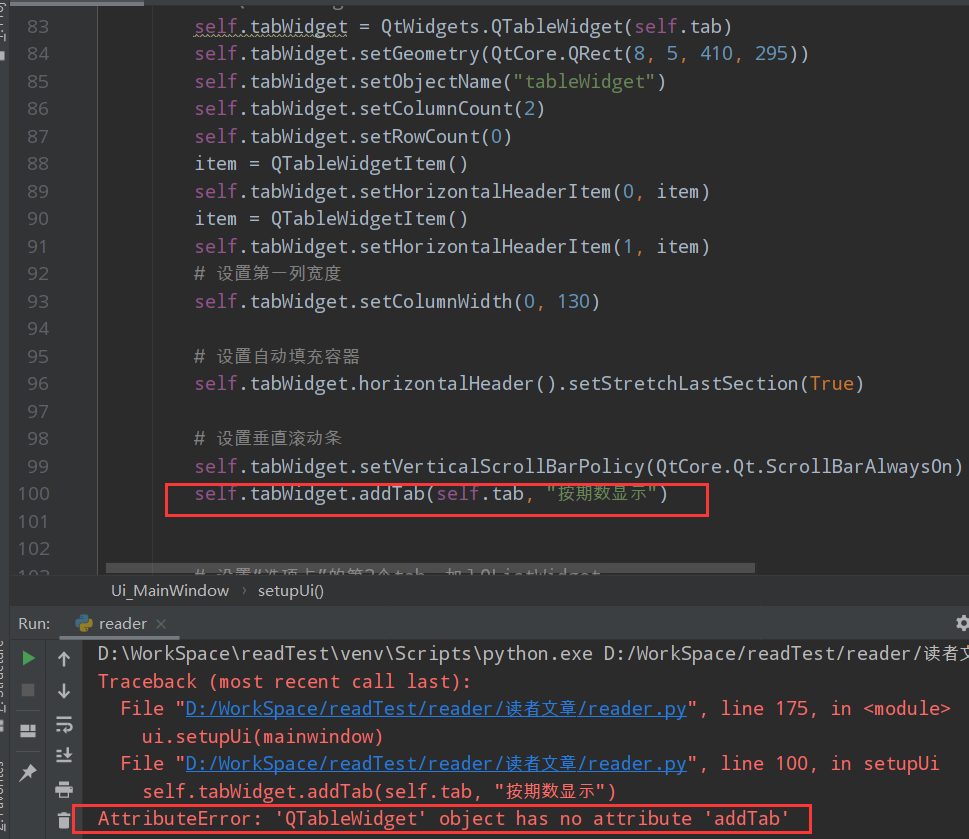 83 self.tabWidget = QtWidgets.QTableWidget(self.tab)
84 self.tabWidget.setGeometry(QtCore.QRect(8, 5, 410, 295))
85 self.tabWidget.setObjectName("tableWidget")
86 self.tabWidget.setColumnCount(2)
87 self.tabWidget.setRowCount(0)
88 item = QTableWidgetItem()
89 self.tabWidget.setHorizontalHeaderItem(0, item)
90 item = QTableWidgetItem()
91 self.tabWidget.setHorizontalHeaderItem(1, item)
92 # 设置第一列宽度
93 self.tabWidget.setColumnWidth(0, 130)
94
95 # 设置自动填充容器
96 self.tabWidget.horizontalHeader().setStretchLastSection(True)
97
98 # 设置垂直滚动条
99 self.tabWidget.setVerticalScrollBarPolicy(QtCore.Qt.ScrollBarAlwaysOn)
100 self.tabWidget.addTab(self.tab, "按期数显示")
101
102
Ui_MainWindow › setupUi()
Run: reader
D:\WorkSpace\readTest\venv\Scripts\python.exe D:/WorkSpace/readTest/reader/读者文
Traceback (most recent call last):
File "D:/WorkSpace/readTest/reader/读者文章/reader.py", line 175, in <module>
ui.setupUi(mainwindow)
File "D:/WorkSpace/readTest/reader/读者文章/reader.py", line 100, in setupUi
self.tabWidget.addTab(self.tab, "按期数显示")
AttributeError: 'QTableWidget' object has no attribute 'addTab'